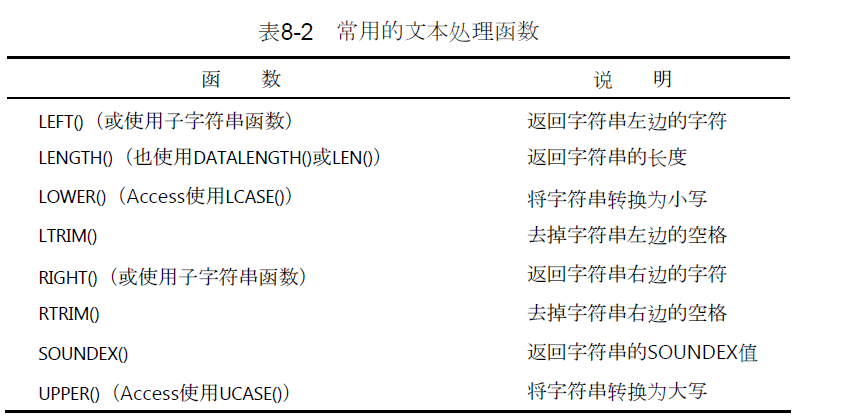 表8-2 常用的文本处理函数
函 数 说 明
LEFT()（或使用子字符串函数） 返回字符串左边的字符
LENGTH()（也使用DATALENGTH()或LEN()） 返回字符串的长度
LOWER()（Access使用LCASE()） 将字符串转换为小写
LTRIM() 去掉字符串左边的空格
RIGHT()（或使用子字符串函数） 返回字符串右边的字符
RTRIM() 去掉字符串右边的空格
SOUNDEX() 返回字符串的SOUNDEX值
UPPER()（Access使用UCASE()） 将字符串转换为大写